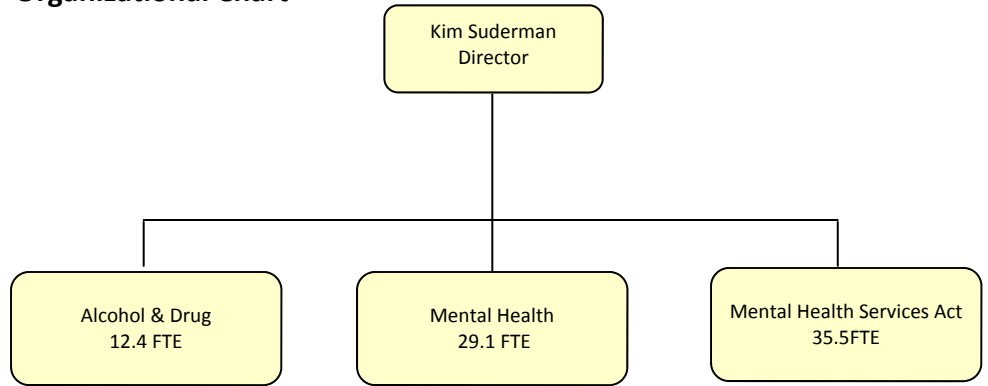 Organizational Chart
Kim Suderman
Director
Alcohol & Drug
12.4 FTE
Mental Health
29.1 FTE
Mental Health Services Act
35.5FTE